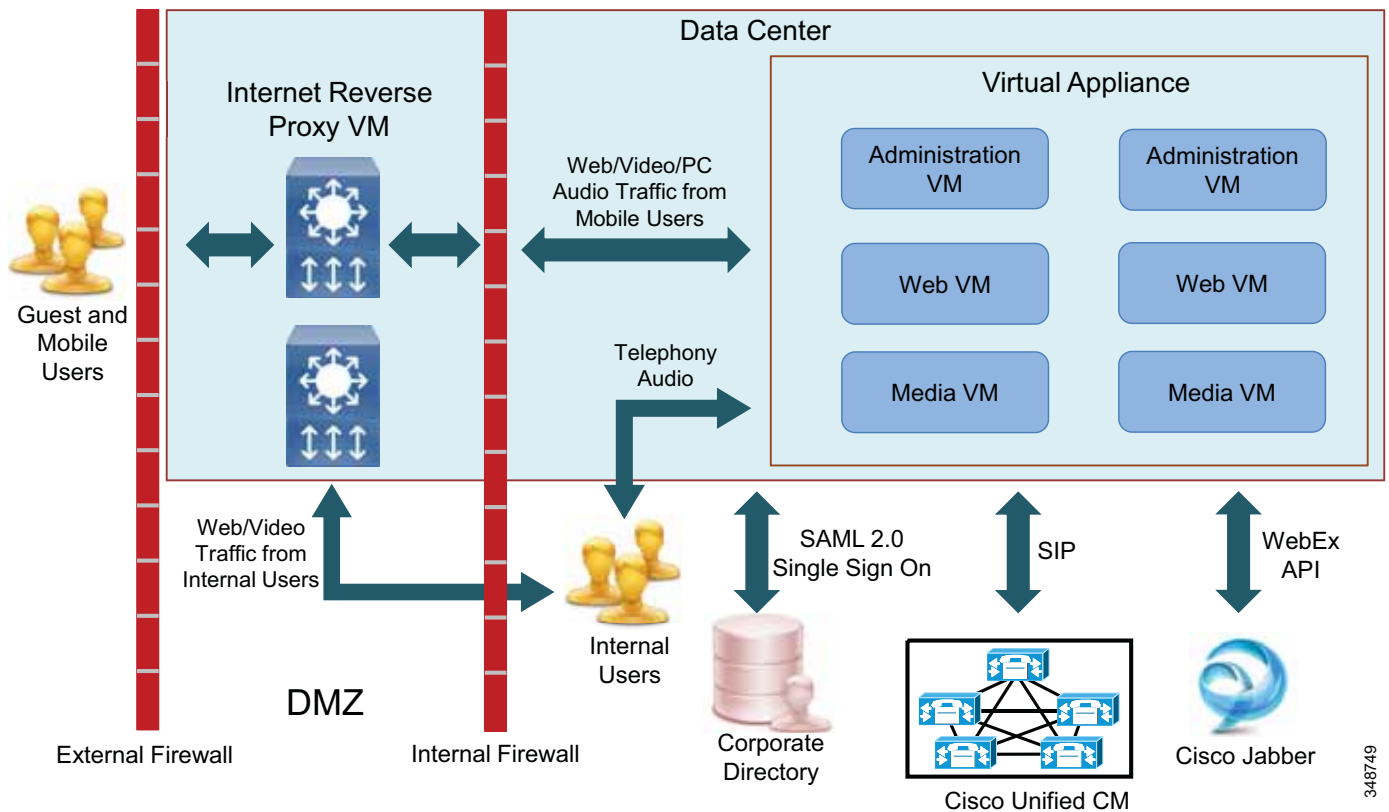 Data Center
Internet Reverse
Proxy VM
Virtual Appliance
Administration
VM
Administration
VM
Web/Video/PC
Audio Traffic from
Mobile Users
Web VM
Web VM
Guest and
Mobile
Users
Telephony
Audio
Media VM
Media VM
Web/Video
Traffic from
Internal Users
SAML 2.0
Single Sign On
SIP
WebEx
API
Internal
Users
DMZ
External Firewall
Internal Firewall
Corporate
Directory
Cisco Unified CM
Cisco Jabber
348749